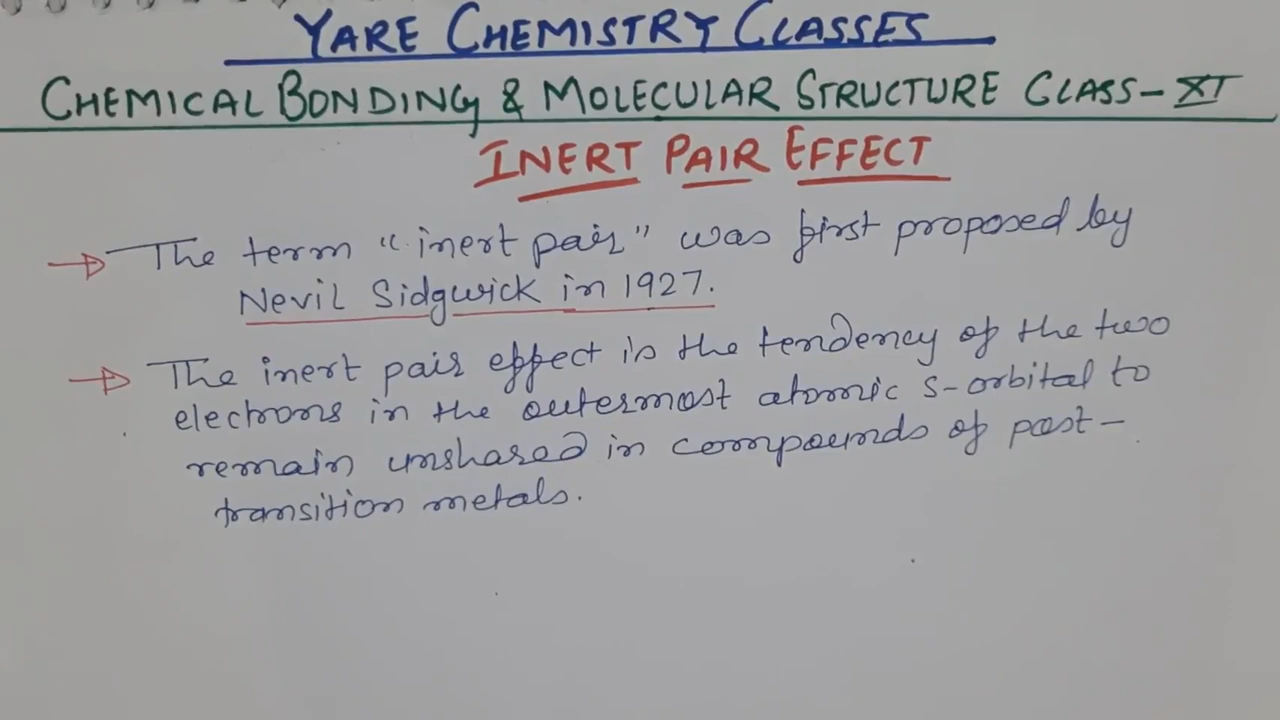 YARE CHEMISTRY CLASSES
CHEMICAL BONDING & MOLECULAR STRUCTURE CLASS-XI
INERT PAIR EFFECT
→ The term "inert pair" was first proposed by
Nevil Sidgwick in 1927.
→ The inert pair effect is the tendency of the two
electrons in the outermost atomic s-orbital to
remain unshared in compounds of post-
transition metals.